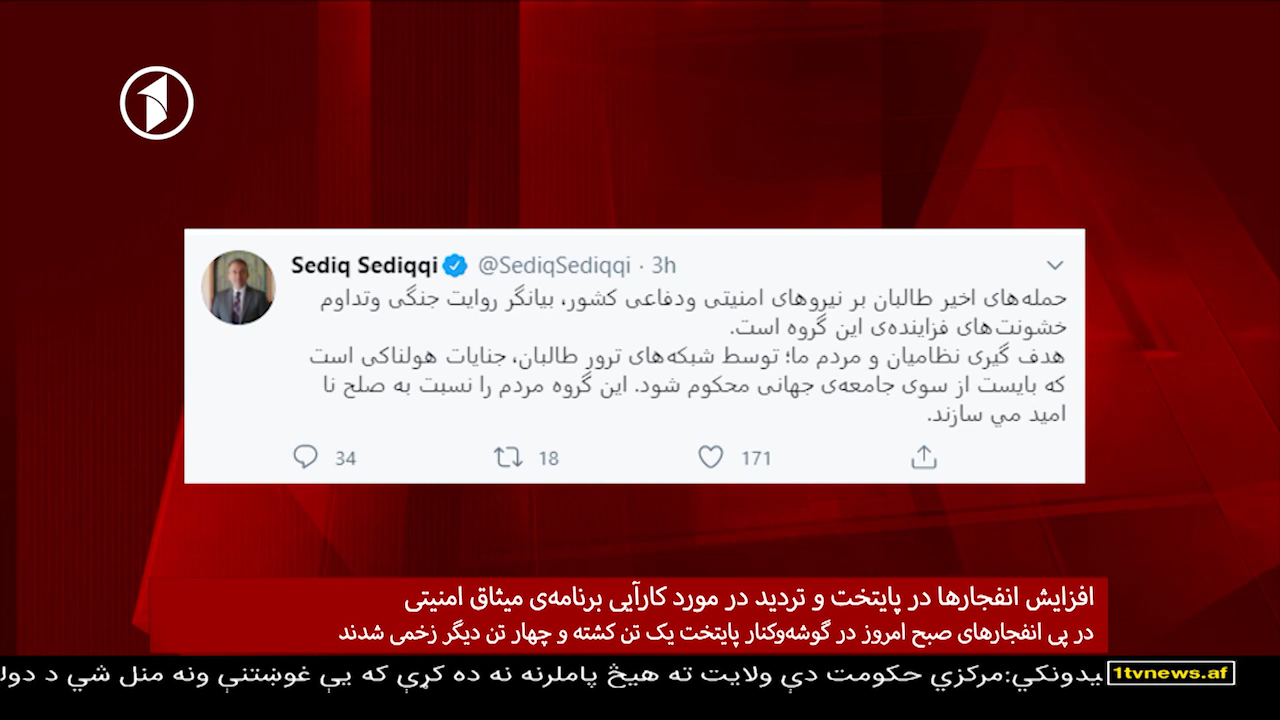 Sediq Sediqqi @SediqSediqqi · 3h
حمله‌های اخیر طالبان بر نیروهای امنیتی ودفاعی کشور، بیانگر روایت جنگی وتداوم
خشونت‌های فزاینده‌ی این گروه است.
هدف گیری نظامیان و مردم ما؛ توسط شبکه‌های ترور طالبان، جنایات هولناکی است
که بایست از سوی جامعه‌ی جهانی محکوم شود. این گروه مردم را نسبت به صلح نا
امید مي سازند.
34 18 171
افزایش انفجارها در پایتخت و تردید در مورد کارآیی برنامه‌ی میثاق امنیتی
در پی انفجارهای صبح امروز در گوشه‌وکنار پایتخت یک تن کشته و چهار تن دیگر زخمی شدند
یدونکي:مرکزي حکومت دې ولایت ته هیڅ پاملرنه نه ده کړې که یې غوښتنې ونه منل شي د دولا
1tvnews.af